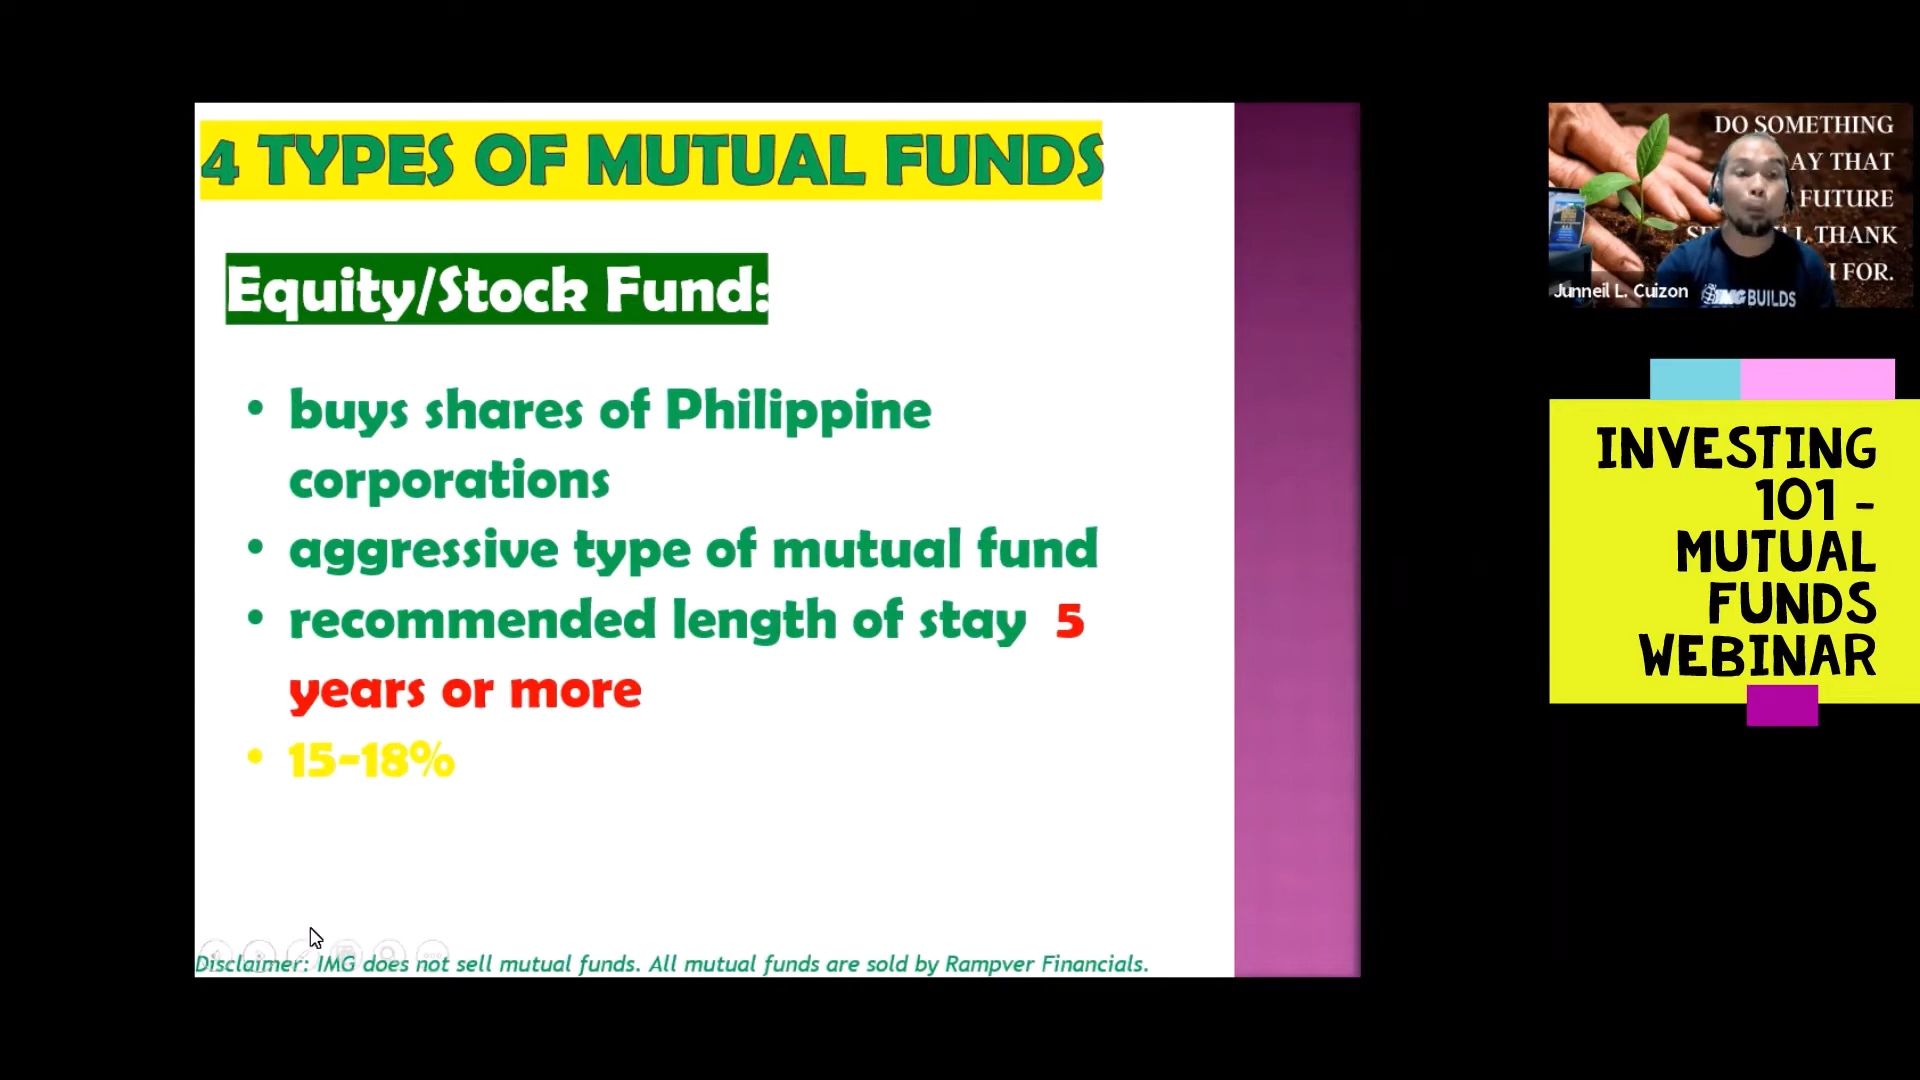 4 TYPES OF MUTUAL FUNDS
Equity/Stock Fund:
• buys shares of Philippine
corporations
• aggressive type of mutual fund
• recommended length of stay 5
years or more
• 15-18%
Disclaimer: IMG does not sell mutual funds. All mutual funds are sold by Rampver Financials.
DO SOMETHING
AY THAT
FUTURE
THANK
FOR.
Junneil L. Cuizon
IMG BUILDS
INVESTING
101 -
MUTUAL
FUNDS
WEBINAR